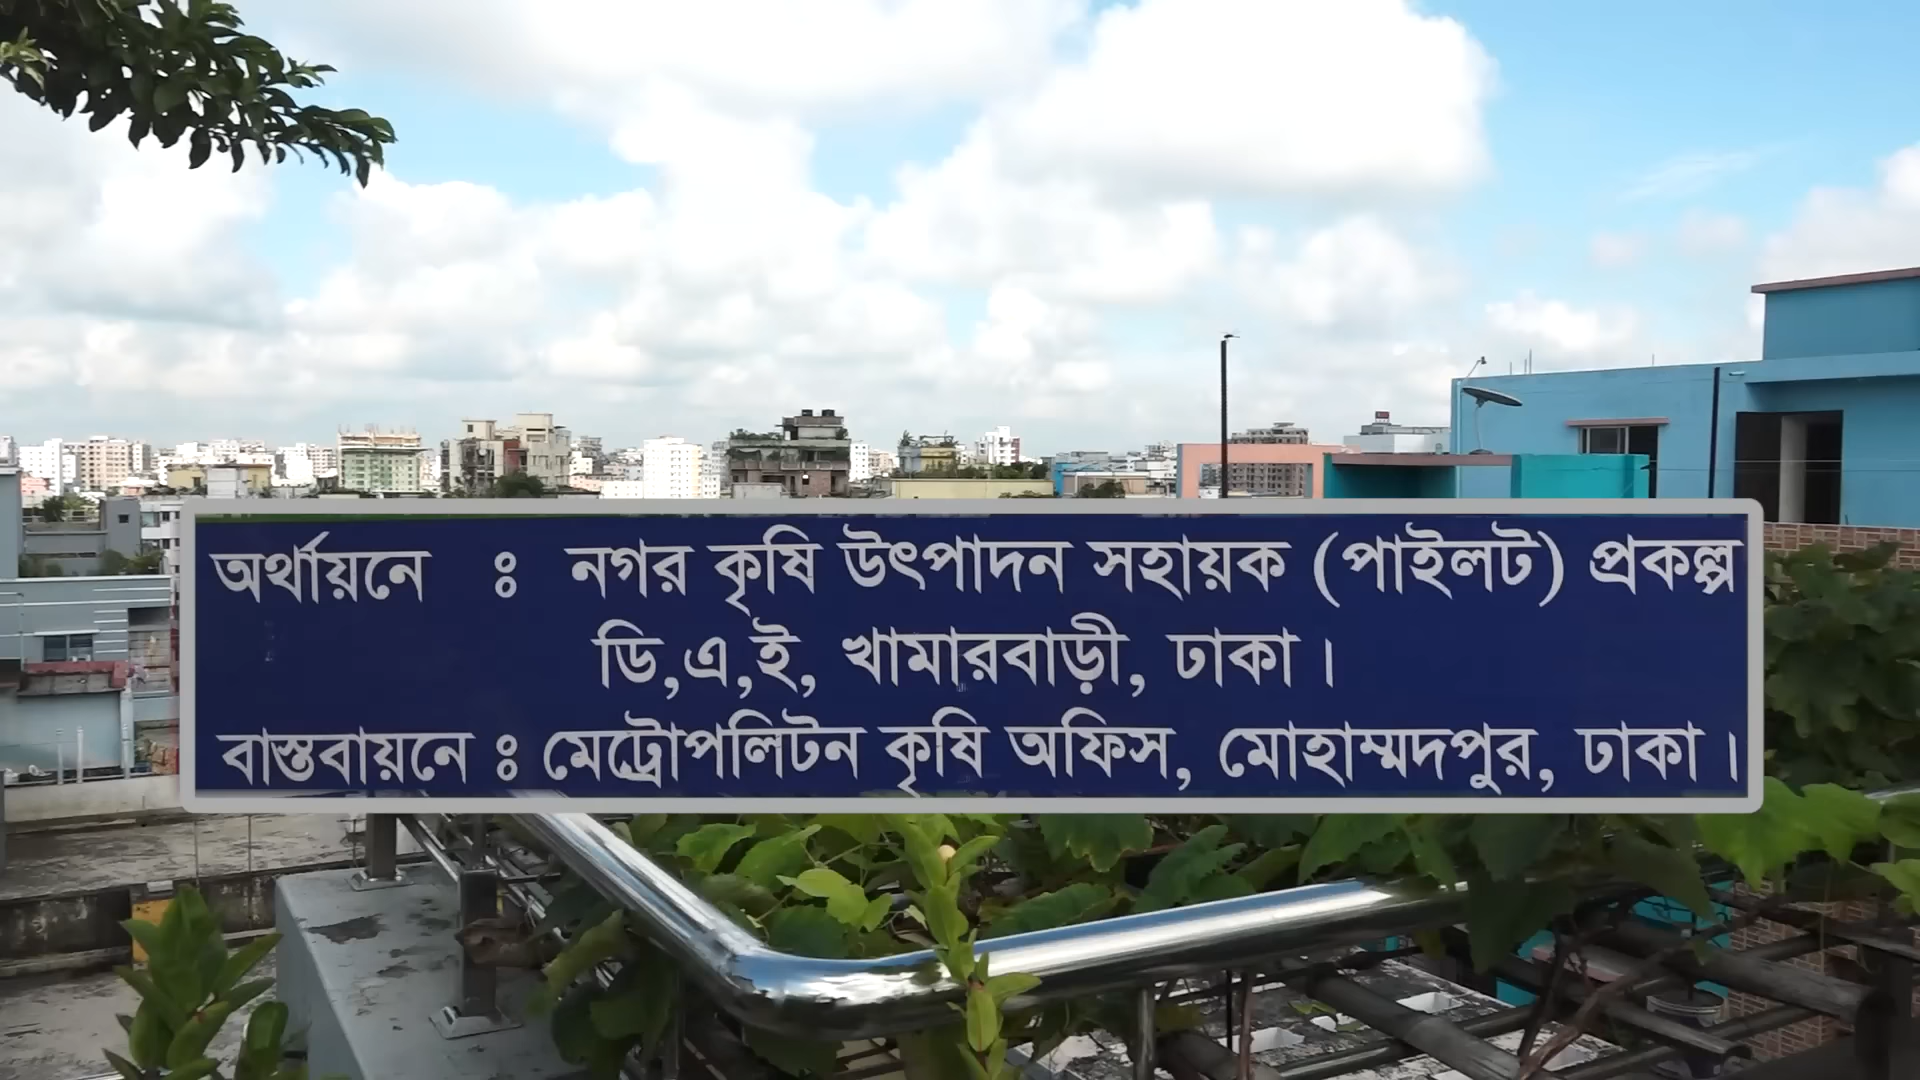 অর্থায়নে ঃ নগর কৃষি উৎপাদন সহায়ক (পাইলট) প্রকল্প
ডি,এ,ই, খামারবাড়ী, ঢাকা।
বাস্তবায়নে ঃ মেট্রোপলিটন কৃষি অফিস, মোহাম্মদপুর, ঢাকা।